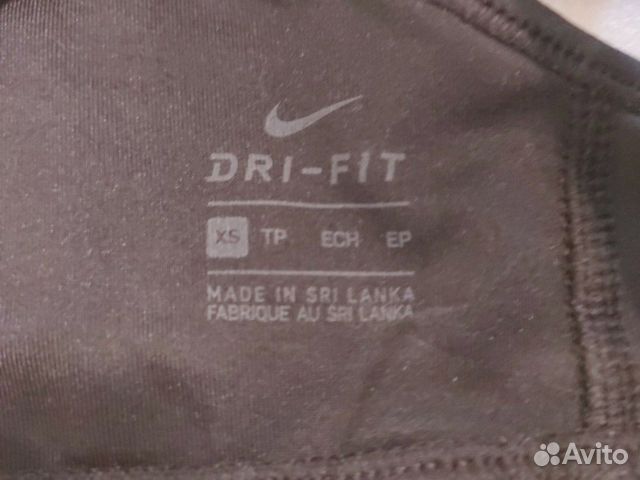 DRI-FIT
XS TP ECH EP
MADE IN SRI LANKA
FABRIQUE AU SRI LANKA
Avito